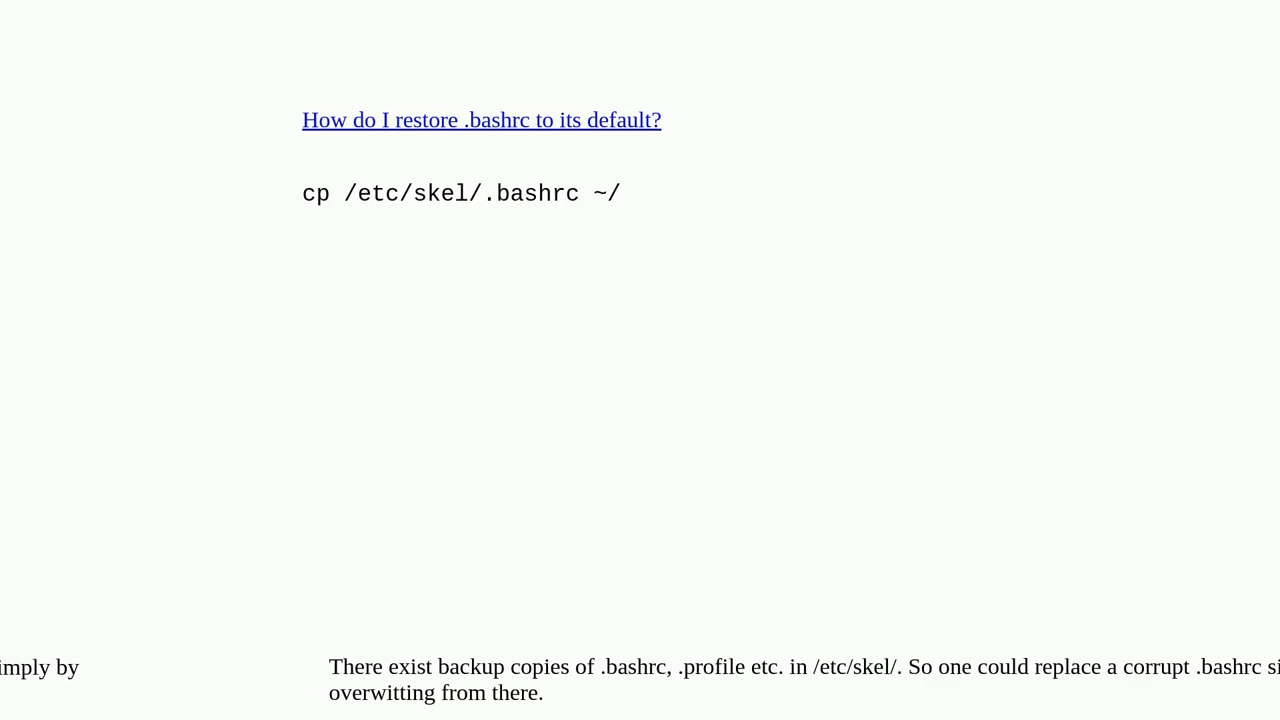 How do I restore .bashrc to its default?
cp /etc/skel/.bashrc ~/
imply by
There exist backup copies of .bashrc, .profile etc. in /etc/skel/. So one could replace a corrupt .bashrc si
overwitting from there.